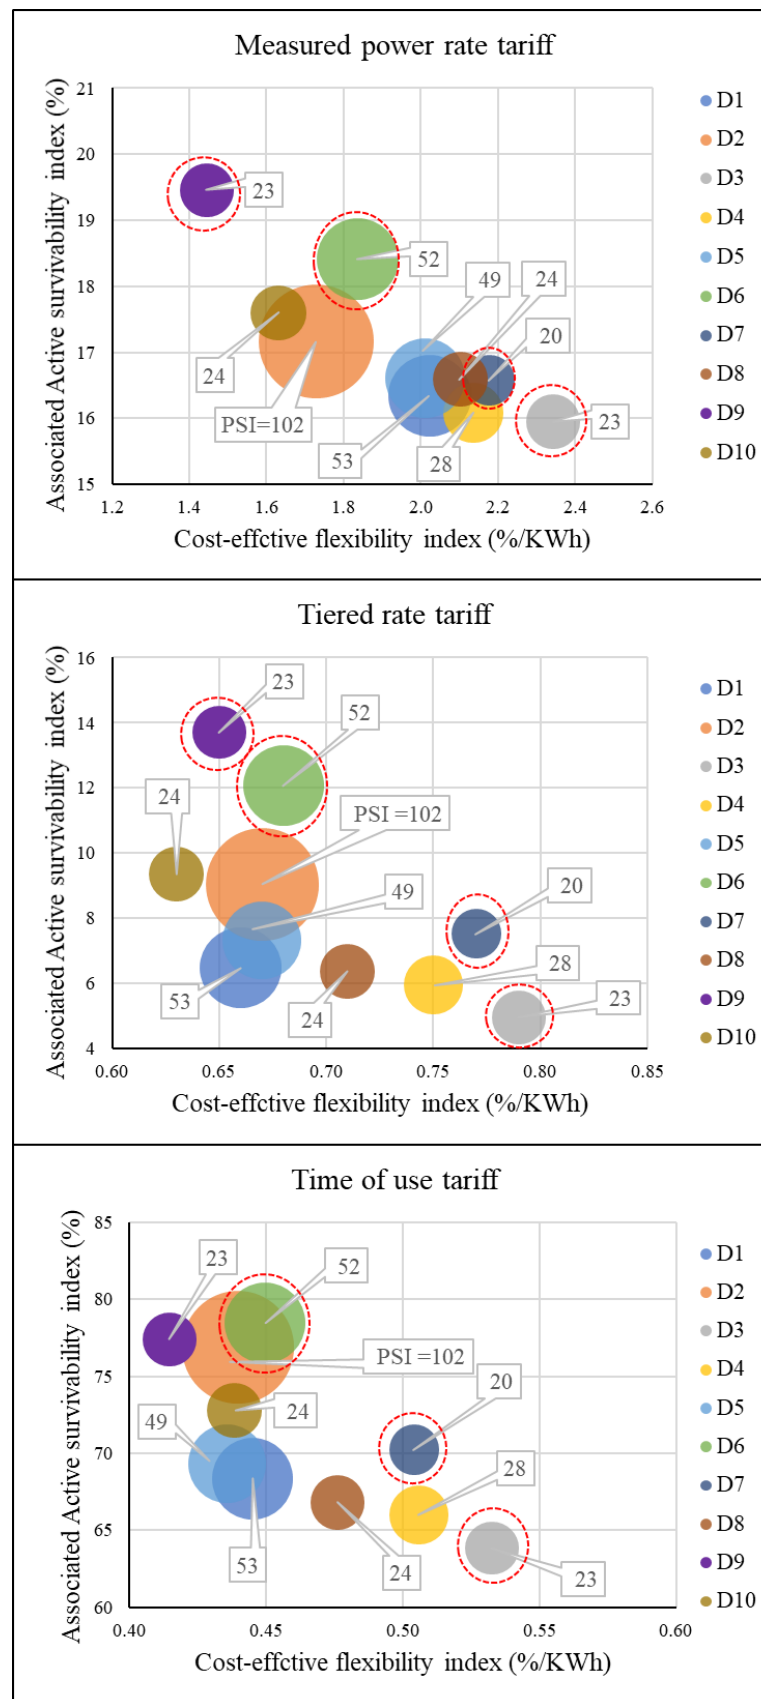 Measured power rate tariff
Associated Active survivability index (%)
21
20
19
18
17
16
15
1.2
1.4
1.6
1.8
2.0
2.2
2.4
2.6
Cost-effctive flexibility index (%/KWh)
23
52
49
24
20
24
PSI=102
53
28
23
D1
D2
D3
D4
D5
D6
D7
D8
D9
D10
Tiered rate tariff
Associated Active survivability index (%)
16
14
12
10
8
6
4
0.60
0.65
0.70
0.75
0.80
0.85
Cost-effctive flexibility index (%/KWh)
23
52
24
PSI =102
49
20
28
53
24
23
D1
D2
D3
D4
D5
D6
D7
D8
D9
D10
Time of use tariff
Associated Active survivability index (%)
85
80
75
70
65
60
0.40
0.45
0.50
0.55
0.60
Cost-effctive flexibility index (%/KWh)
23
52
PSI =102
20
24
49
28
53
24
23
D1
D2
D3
D4
D5
D6
D7
D8
D9
D10